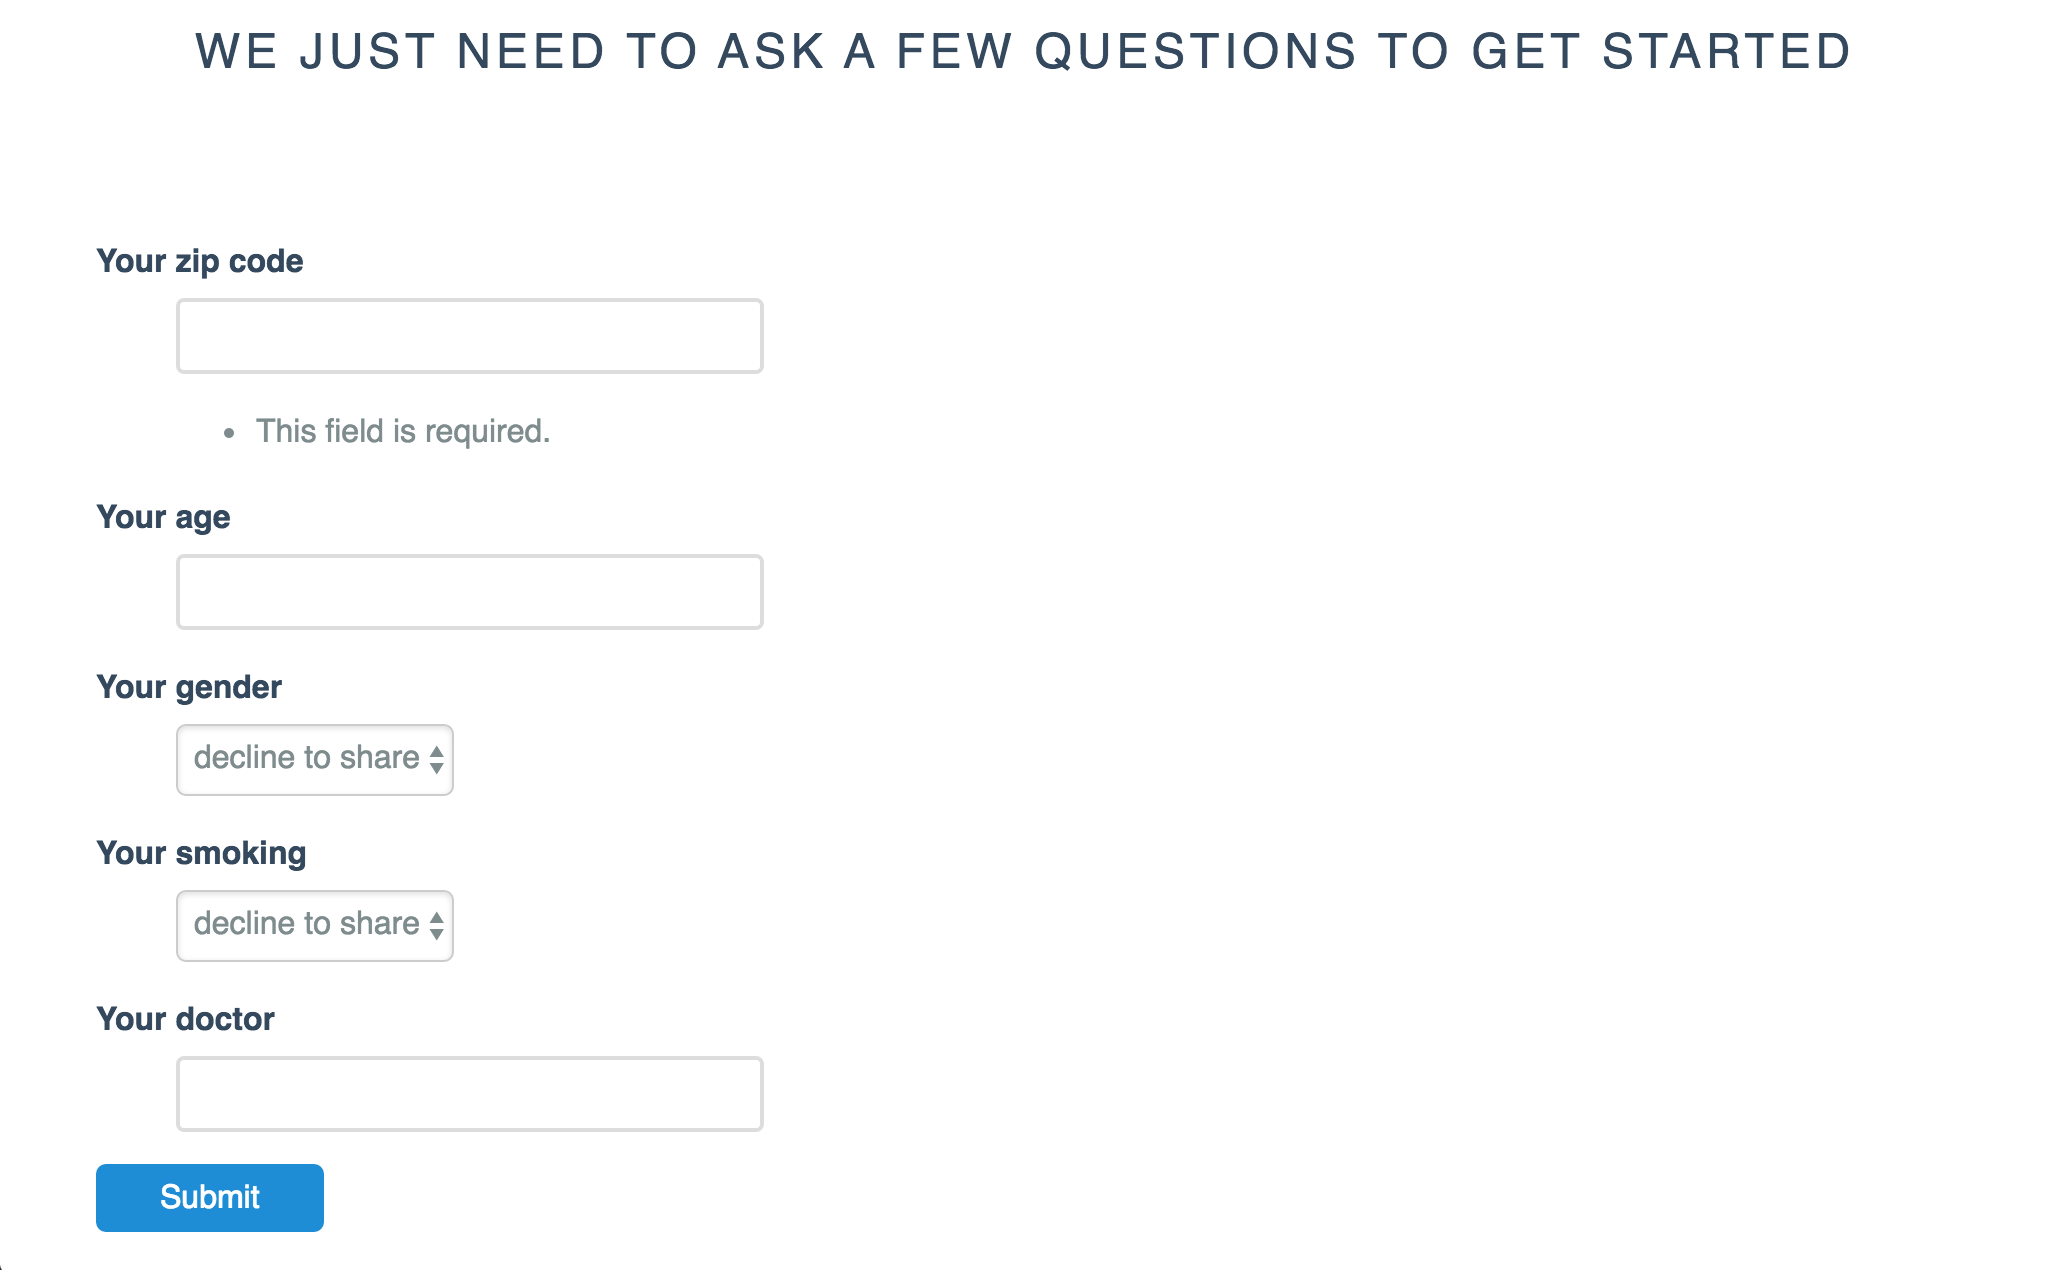 WE JUST NEED TO ASK A FEW QUESTIONS TO GET STARTED
Your zip code
• This field is required.
Your age
Your gender
decline to share
Your smoking
decline to share
Your doctor
Submit